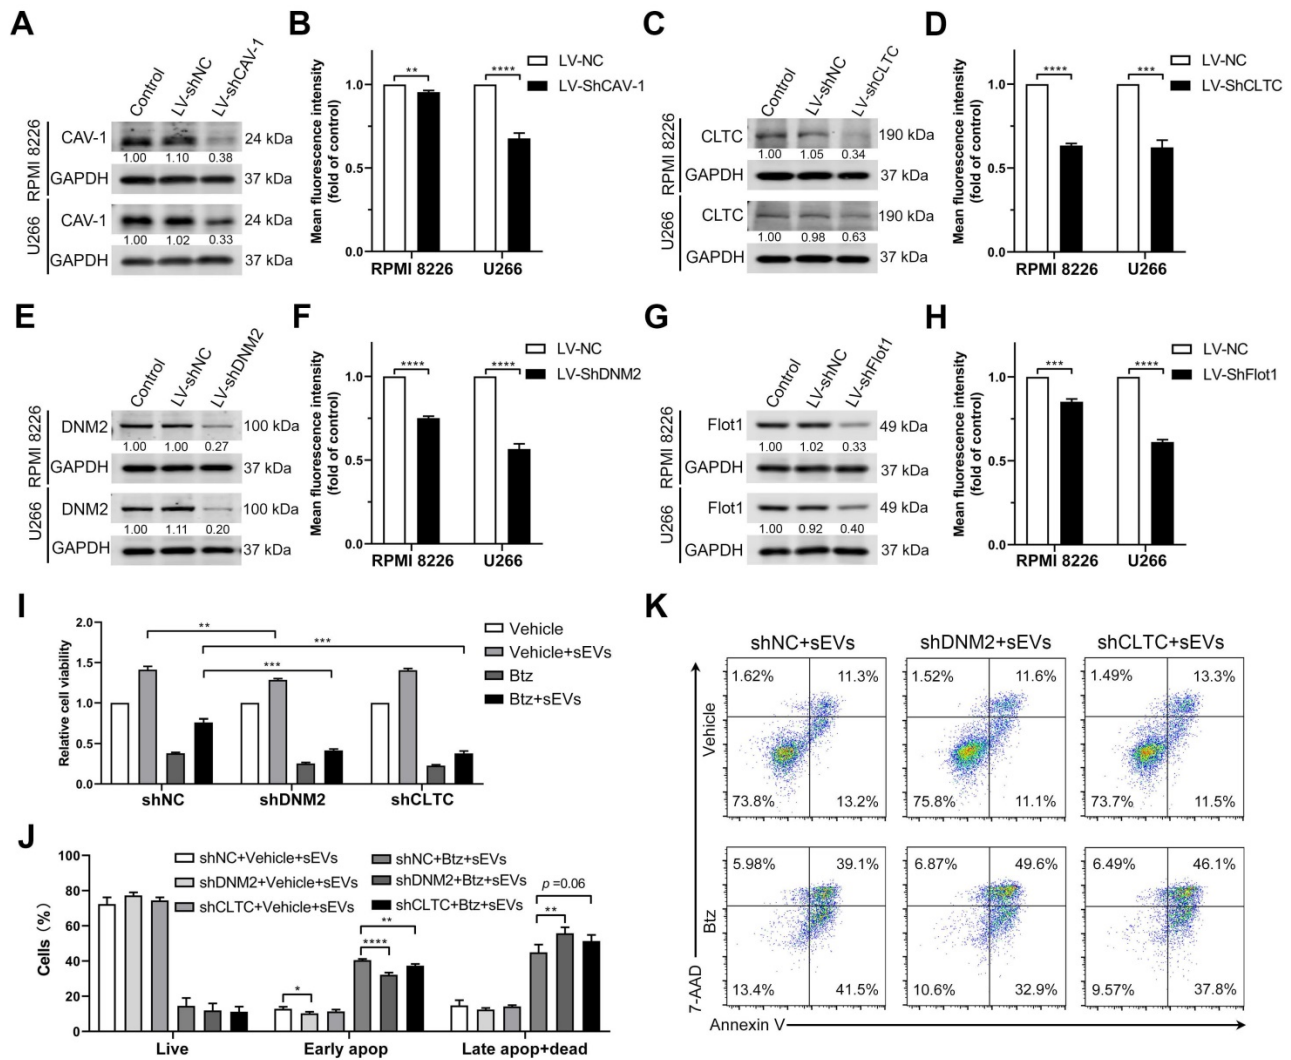 A
Control
LV-shNC
LV-shCAV-1
RPMI 8226
CAV-1
24 kDa
1.00 1.10 0.38
GAPDH
37 kDa
U266
CAV-1
24 kDa
1.00 1.02 0.33
GAPDH
37 kDa
B
LV-NC
LV-ShCAV-1
Mean fluorescence intensity
(fold of control)
1.0
0.5
0.0
**
****
RPMI 8226
U266
C
Control
LV-shNC
LV-shCLTC
RPMI 8226
CLTC
190 kDa
1.00 1.05 0.34
GAPDH
37 kDa
U266
CLTC
190 kDa
1.00 0.98 0.63
GAPDH
37 kDa
D
LV-NC
LV-ShCLTC
Mean fluorescence intensity
(fold of control)
1.0
0.5
0.0
****
***
RPMI 8226
U266
E
Control
LV-shNC
LV-shDNM2
RPMI 8226
DNM2
100 kDa
1.00 1.00 0.27
GAPDH
37 kDa
U266
DNM2
100 kDa
1.00 1.11 0.20
GAPDH
37 kDa
F
LV-NC
LV-ShDNM2
Mean fluorescence intensity
(fold of control)
1.0
0.5
0.0
****
****
RPMI 8226
U266
G
Control
LV-shNC
LV-shFlot1
RPMI 8226
Flot1
49 kDa
1.00 1.02 0.33
GAPDH
37 kDa
U266
Flot1
49 kDa
1.00 0.92 0.40
GAPDH
37 kDa
H
LV-NC
LV-ShFlot1
Mean fluorescence intensity
(fold of control)
1.0
0.5
0.0
***
****
RPMI 8226
U266
I
Relative cell viability
2.0
1.5
1.0
0.5
0.0
**
***
***
shNC
shDNM2
shCLTC
Vehicle
Vehicle+sEVs
Btz
Btz+sEVs
J
Cells （%）
100
80
60
40
20
0
shNC+Vehicle+sEVs
shDNM2+Vehicle+sEVs
shCLTC+Vehicle+sEVs
shNC+Btz+sEVs
shDNM2+Btz+sEVs
shCLTC+Btz+sEVs
*
**
****
p =0.06
**
Live
Early apop
Late apop+dead
K
shNC+sEVs
shDNM2+sEVs
shCLTC+sEVs
Vehicle
1.62% 11.3%
73.8% 13.2%
1.52% 11.6%
75.8% 11.1%
1.49% 13.3%
73.7% 11.5%
Btz
5.98% 39.1%
13.4% 41.5%
6.87% 49.6%
10.6% 32.9%
6.49% 46.1%
9.57% 37.8%
7-AAD
Annexin V